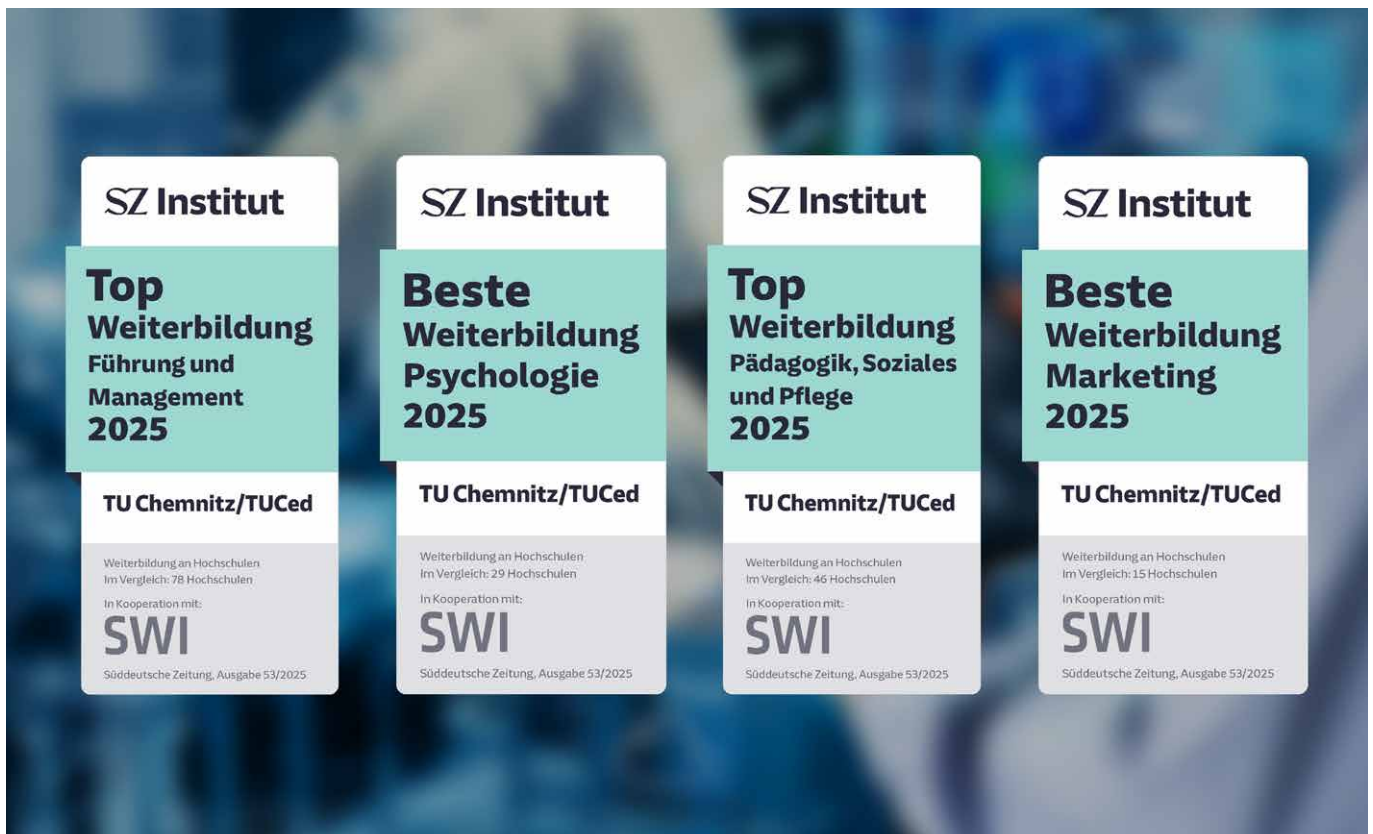 SZ Institut
Top
Weiterbildung
Führung und
Management
2025
TU Chemnitz/TUCed
Weiterbildung an Hochschulen
Im Vergleich: 78 Hochschulen
In Kooperation mit:
SWI
Süddeutsche Zeitung, Ausgabe 53/2025
SZ Institut
Beste
Weiterbildung
Psychologie
2025
TU Chemnitz/TUCed
Weiterbildung an Hochschulen
Im Vergleich: 29 Hochschulen
In Kooperation mit:
SWI
Süddeutsche Zeitung, Ausgabe 53/2025
SZ Institut
Top
Weiterbildung
Pädagogik, Soziales
und Pflege
2025
TU Chemnitz/TUCed
Weiterbildung an Hochschulen
Im Vergleich: 46 Hochschulen
In Kooperation mit:
SWI
Süddeutsche Zeitung, Ausgabe 53/2025
SZ Institut
Beste
Weiterbildung
Marketing
2025
TU Chemnitz/TUCed
Weiterbildung an Hochschulen
Im Vergleich: 15 Hochschulen
In Kooperation mit:
SWI
Süddeutsche Zeitung, Ausgabe 53/2025